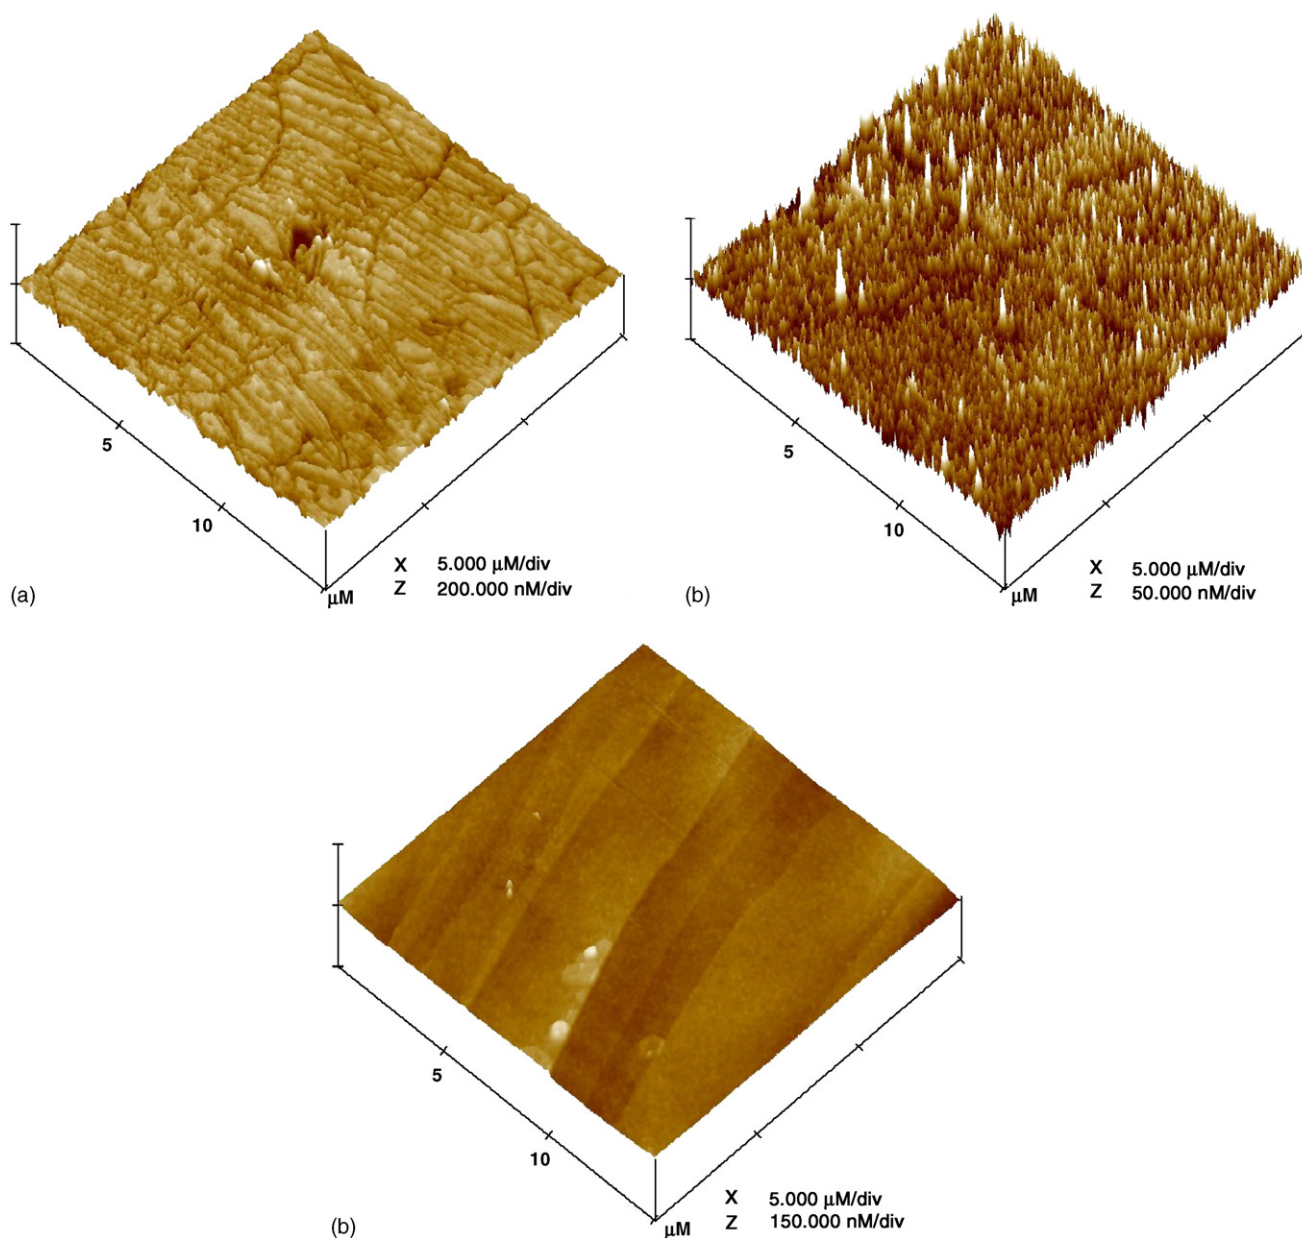 5
10
μM
X 5.000 μM/div
Z 200.000 nM/div
(a)
5
10
μM
X 5.000 μM/div
Z 50.000 nM/div
(b)
5
10
μM
X 5.000 μM/div
Z 150.000 nM/div
(b)